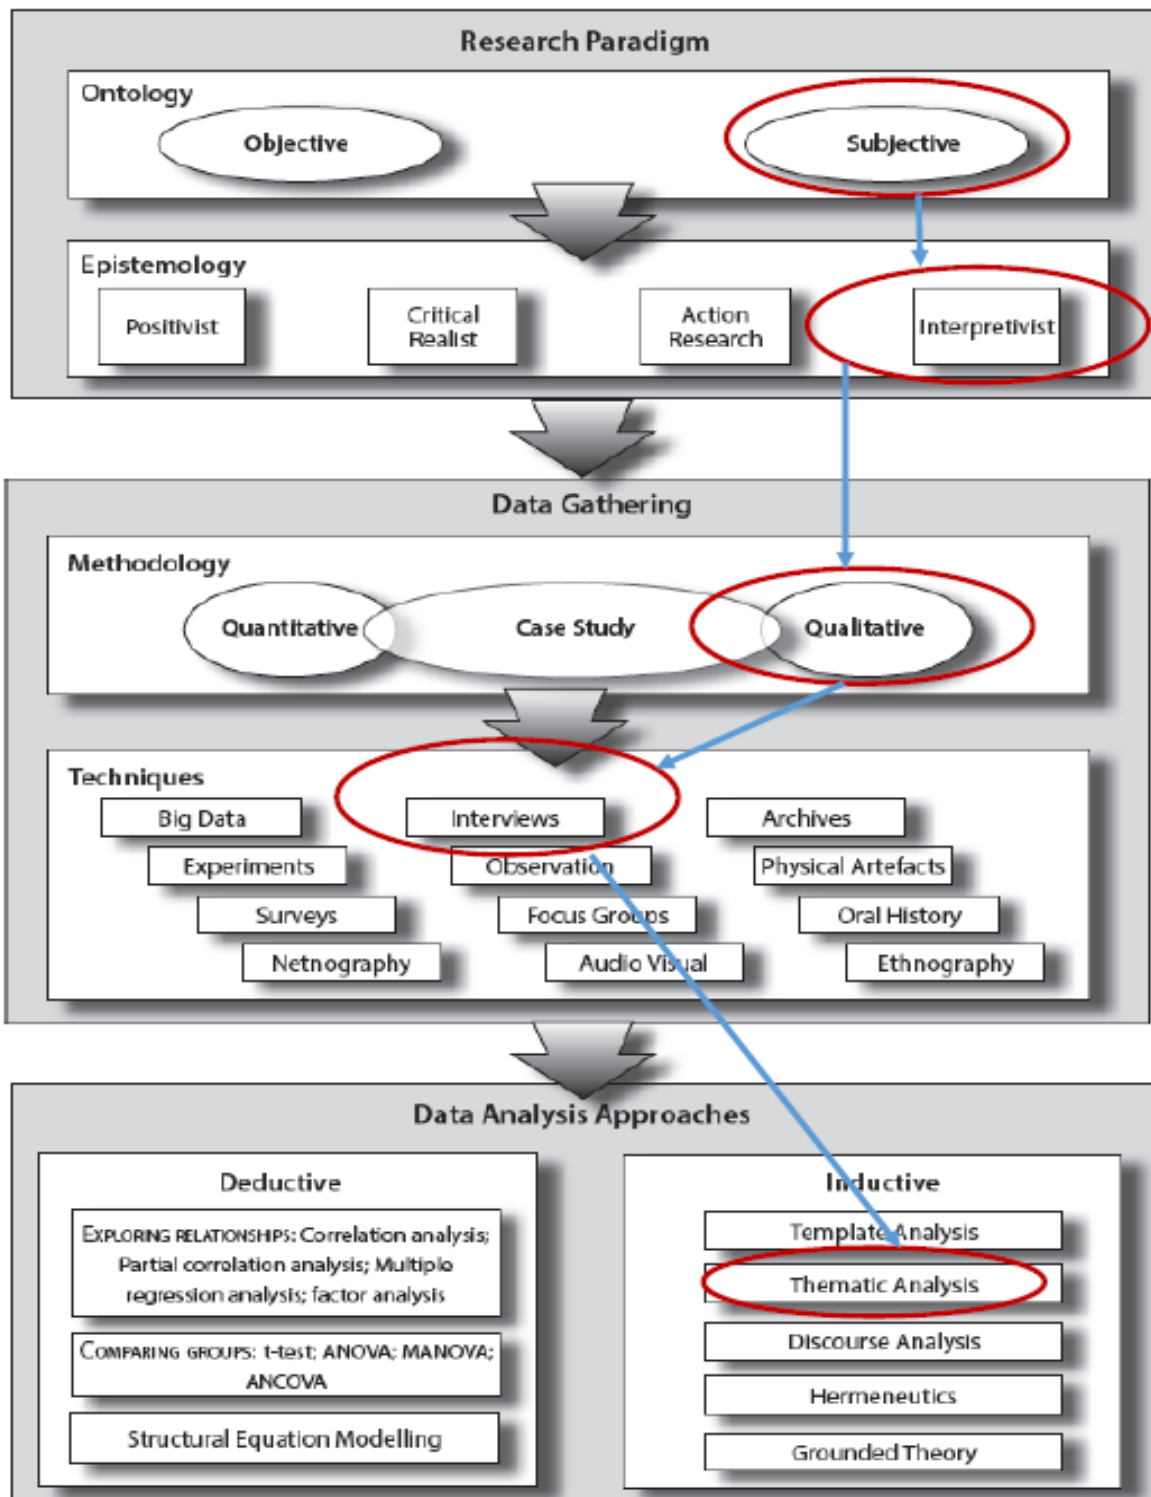 Research Paradigm
Ontology
Objective
Subjective
Epistemology
Positivist
Critical
Realist
Action
Research
Interpretivist
Data Gathering
Methodology
Quantitative
Case Study
Qualitative
Techniques
Big Data
Interviews
Archives
Experiments
Observation
Physical Artefacts
Surveys
Focus Groups
Oral History
Netnography
Audio Visual
Ethnography
Data Analysis Approaches
Deductive
EXPLORING RELATIONSHIPS: Correlation analysis;
Partial correlation analysis; Multiple
regression analysis; factor analysis
COMPARING GROUPS: t-test; ANOVA; MANOVA;
ANCOVA
Structural Equation Modelling
Inductive
Template Analysis
Thematic Analysis
Discourse Analysis
Hermeneutics
Grounded Theory